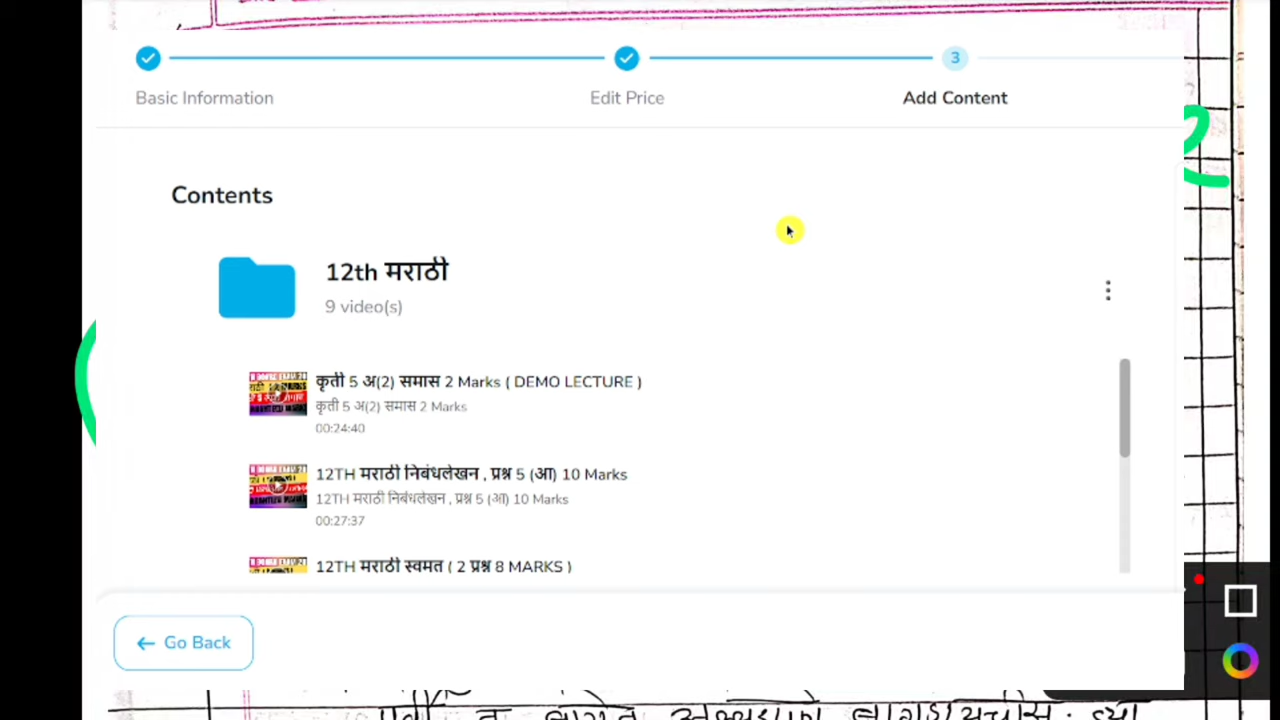 Basic Information
Edit Price
3
Add Content
Contents
12th मराठी
9 video(s)
कृती 5 अ(2) समास 2 Marks ( DEMO LECTURE )
कृती 5 अ(2) समास 2 Marks
00:24:40
12TH मराठी निबंधलेखन , प्रश्न 5 (आ) 10 Marks
12TH मराठी निबंधलेखन , प्रश्न 5 (आ) 10 Marks
00:27:37
12TH मराठी स्वमत ( 2 प्रश्न 8 MARKS )
Go Back